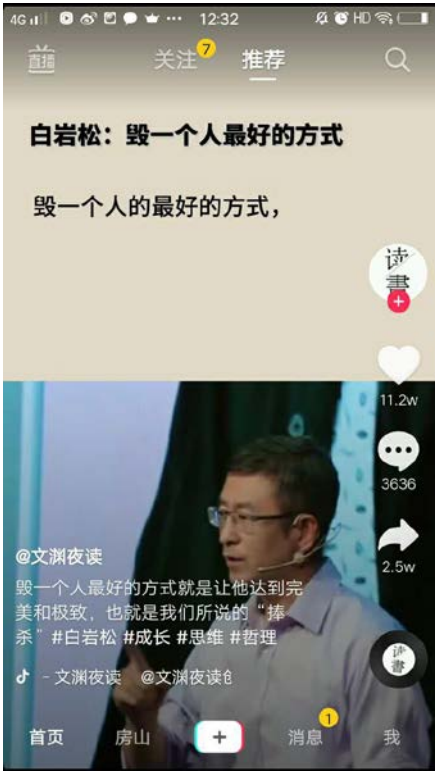 4G 12:32 HD
直播 关注 7 推荐
白岩松：毁一个人最好的方式
毁一个人的最好的方式，
读書
11.2w
3636
2.5w
@文渊夜读
毁一个人最好的方式就是让他达到完
美和极致，也就是我们所说的“捧
杀”#白岩松 #成长 #思维 #哲理
- 文渊夜读 @文渊夜读创
读書
首页 房山 消息 1 我